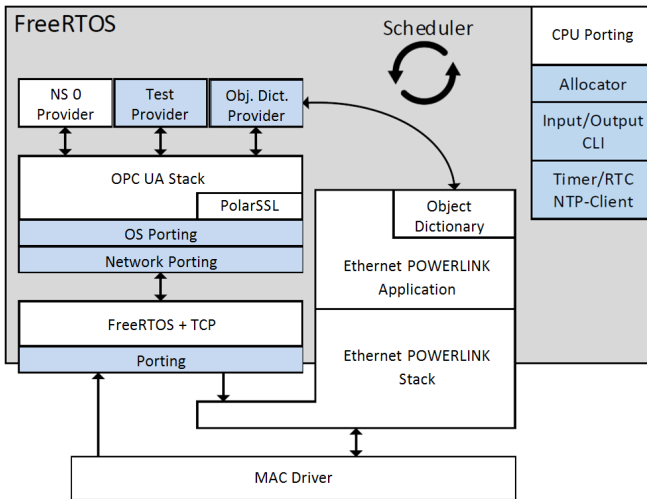 FreeRTOS
Scheduler
CPU Porting
Allocator
Input/Output
CLI
Timer/RTC
NTP-Client
NS 0
Provider
Test
Provider
Obj. Dict.
Provider
OPC UA Stack
PolarSSL
OS Porting
Network Porting
Object
Dictionary
Ethernet POWERLINK
Application
FreeRTOS + TCP
Porting
Ethernet POWERLINK
Stack
MAC Driver